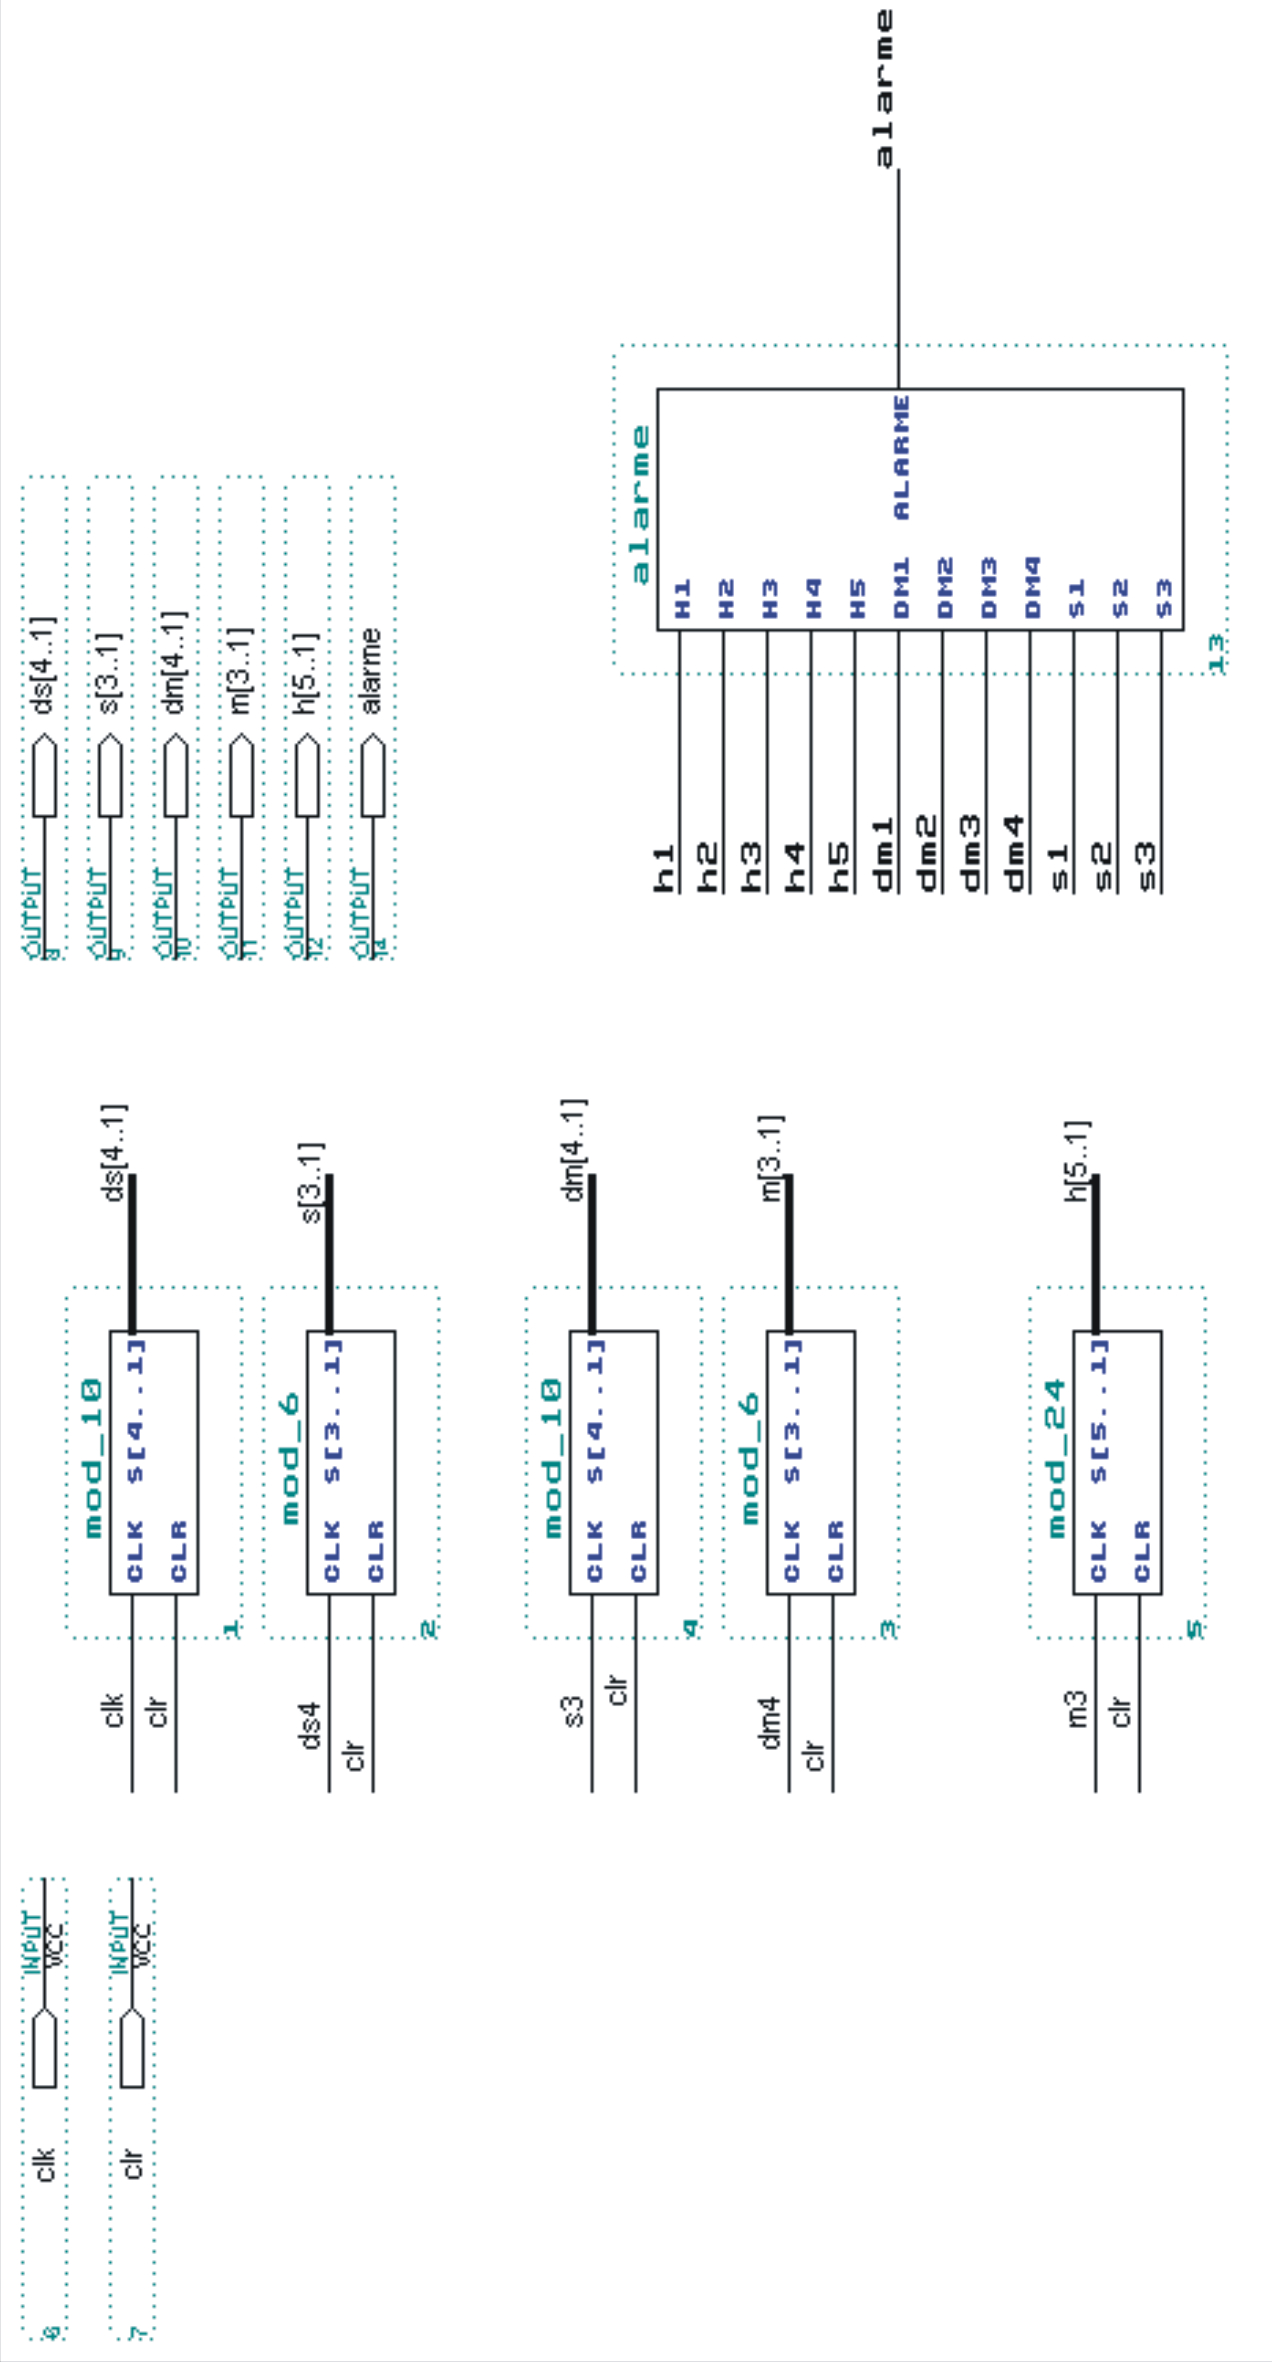 clk
INPUT
VCC
6
clr
INPUT
VCC
7
mod_10
clk
CLK S[4..1]
ds[4..1]
clr
CLR
1
mod_6
ds4
CLK S[3..1]
s[3..1]
clr
CLR
2
mod_10
s3
CLK S[4..1]
dm[4..1]
clr
CLR
4
mod_6
dm4
CLK S[3..1]
m[3..1]
clr
CLR
3
mod_24
m3
CLK S[5..1]
h[5..1]
clr
CLR
5
OUTPUT
8
ds[4..1]
OUTPUT
9
s[3..1]
OUTPUT
10
dm[4..1]
OUTPUT
11
m[3..1]
OUTPUT
12
h[5..1]
OUTPUT
14
alarme
alarme
h1 H1
h2 H2
h3 H3
h4 H4
h5 H5
dm1 DM1 ALARME alarme
dm2 DM2
dm3 DM3
dm4 DM4
s1 S1
s2 S2
s3 S3
13